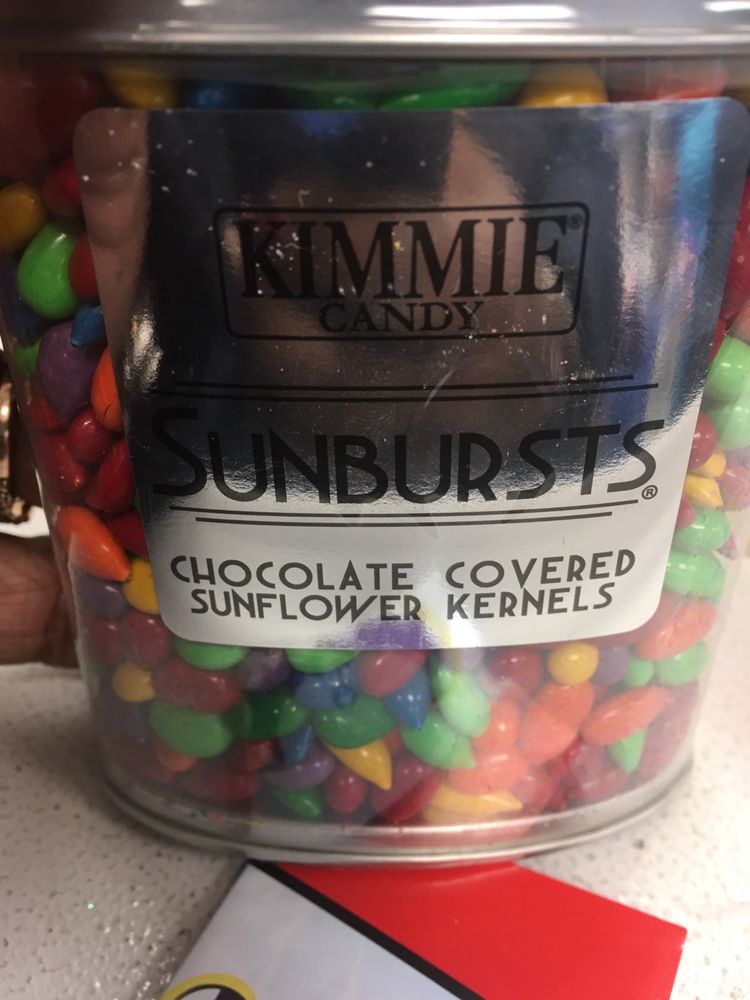 KIMMIE®
CANDY
SUNBURSTS®
CHOCOLATE COVERED
SUNFLOWER KERNELS